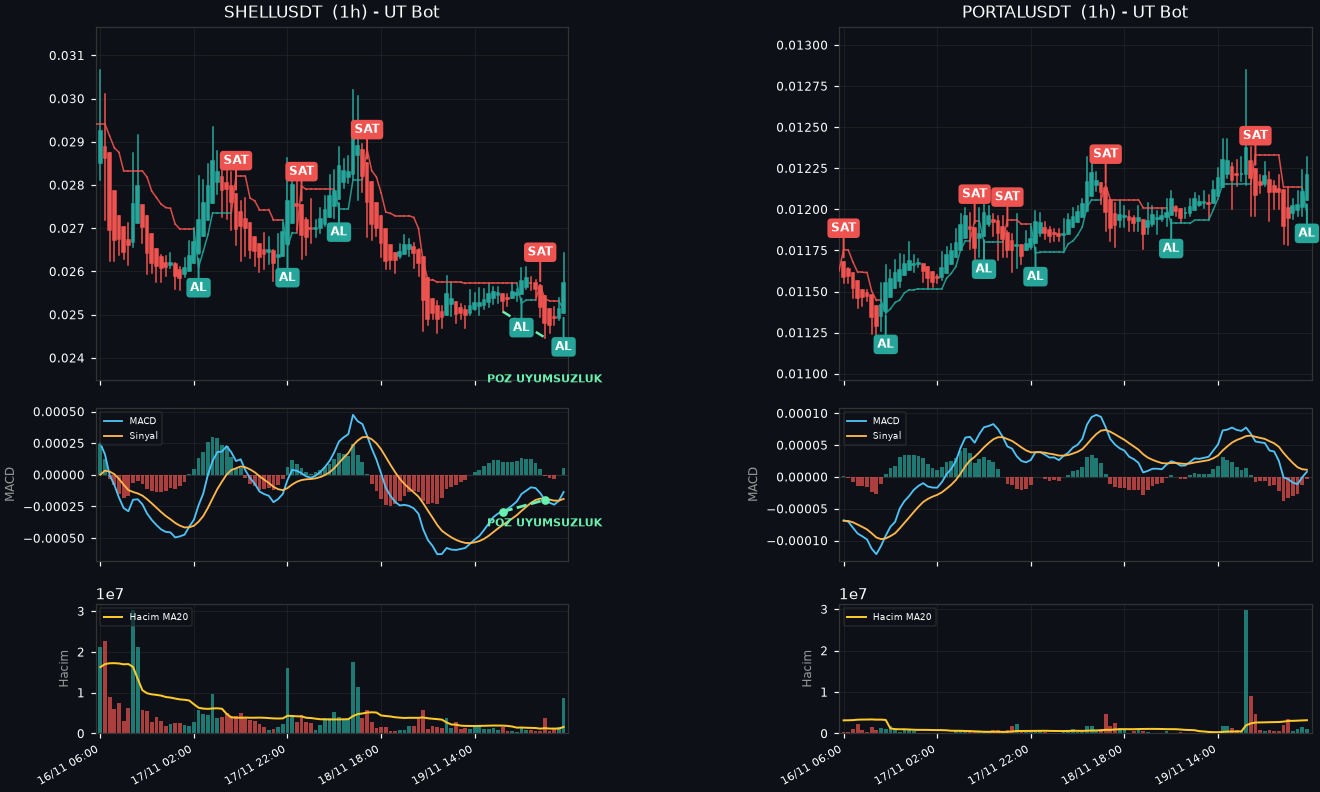 SHELLUSDT (1h) - UT Bot
0.031
0.030
0.029
0.028
0.027
0.026
0.025
0.024
SAT
SAT
SAT
SAT
AL
AL
AL
AL
AL
POZ UYUMSUZLUK
MACD
0.00050
0.00025
0.00000
−0.00025
−0.00050
MACD
Sinyal
POZ UYUMSUZLUK
1e7
Hacim
3
2
1
0
Hacim MA20
16/11 06:00
17/11 02:00
17/11 22:00
18/11 18:00
19/11 14:00
PORTALUSDT (1h) - UT Bot
0.01300
0.01275
0.01250
0.01225
0.01200
0.01175
0.01150
0.01125
0.01100
SAT
SAT
SAT
SAT
SAT
AL
AL
AL
AL
AL
MACD
0.00010
0.00005
0.00000
−0.00005
−0.00010
MACD
Sinyal
1e7
Hacim
3
2
1
0
Hacim MA20
16/11 06:00
17/11 02:00
17/11 22:00
18/11 18:00
19/11 14:00